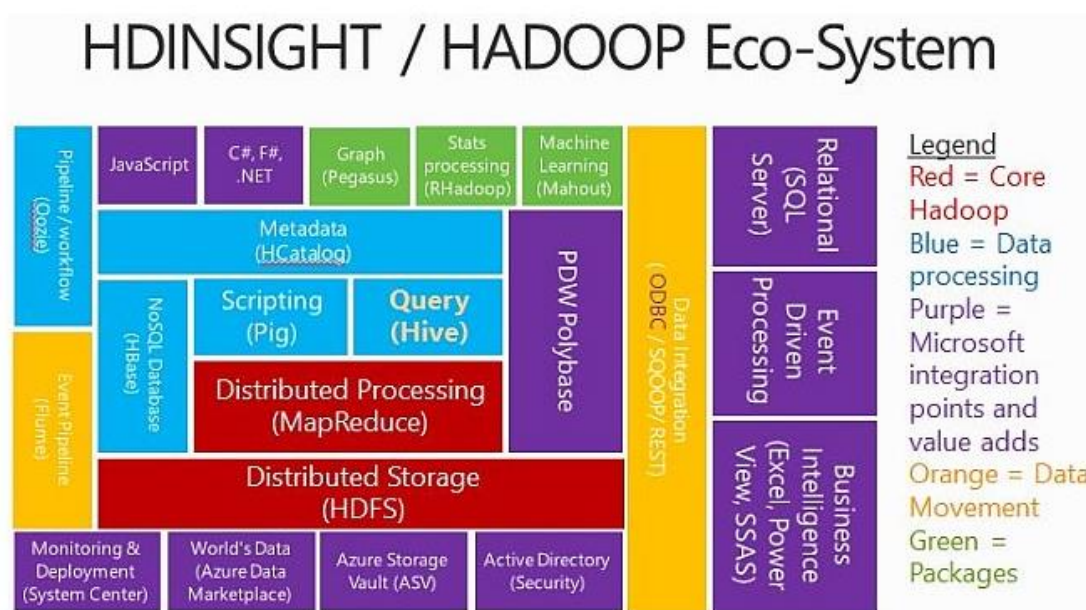 HDINSIGHT / HADOOP Eco-System
Pipeline / workflow
(Oozie)
JavaScript
C#, F#,
.NET
Graph
(Pegasus)
Stats
processing
(RHadoop)
Machine
Learning
(Mahout)
Metadata
(HCatalog)
NoSQL Database
(HBase)
Scripting
(Pig)
Query
(Hive)
PDW Polybase
Event Pipeline
(Flume)
Distributed Processing
(MapReduce)
Distributed Storage
(HDFS)
Monitoring &
Deployment
(System Center)
World's Data
(Azure Data
Marketplace)
Azure Storage
Vault (ASV)
Active Directory
(Security)
Data Integration
( ODBC / SQOOP/ REST)
Relational
(SQL
Server)
Event
Driven
Processing
Business
Intelligence
(Excel, Power
View, SSAS)
Legend
Red = Core
Hadoop
Blue = Data
processing
Purple =
Microsoft
integration
points and
value adds
Orange = Data
Movement
Green =
Packages